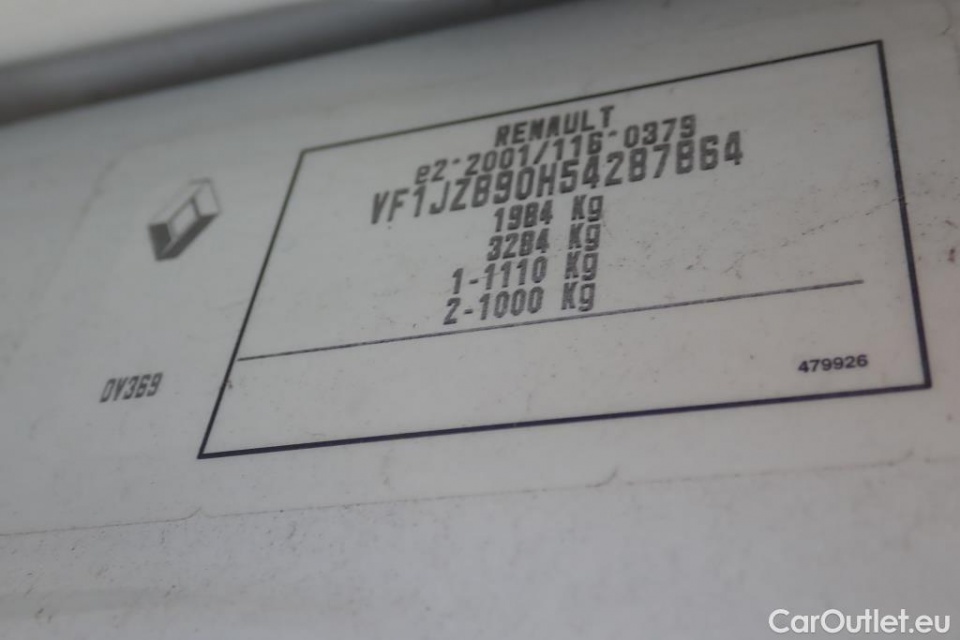 RENAULT
e2*2001/116*0379
VF1JZB90H54287864
1984 Kg
3284 Kg
1-1110 Kg
2-1000 Kg
479926
DV369
CarOutlet.eu